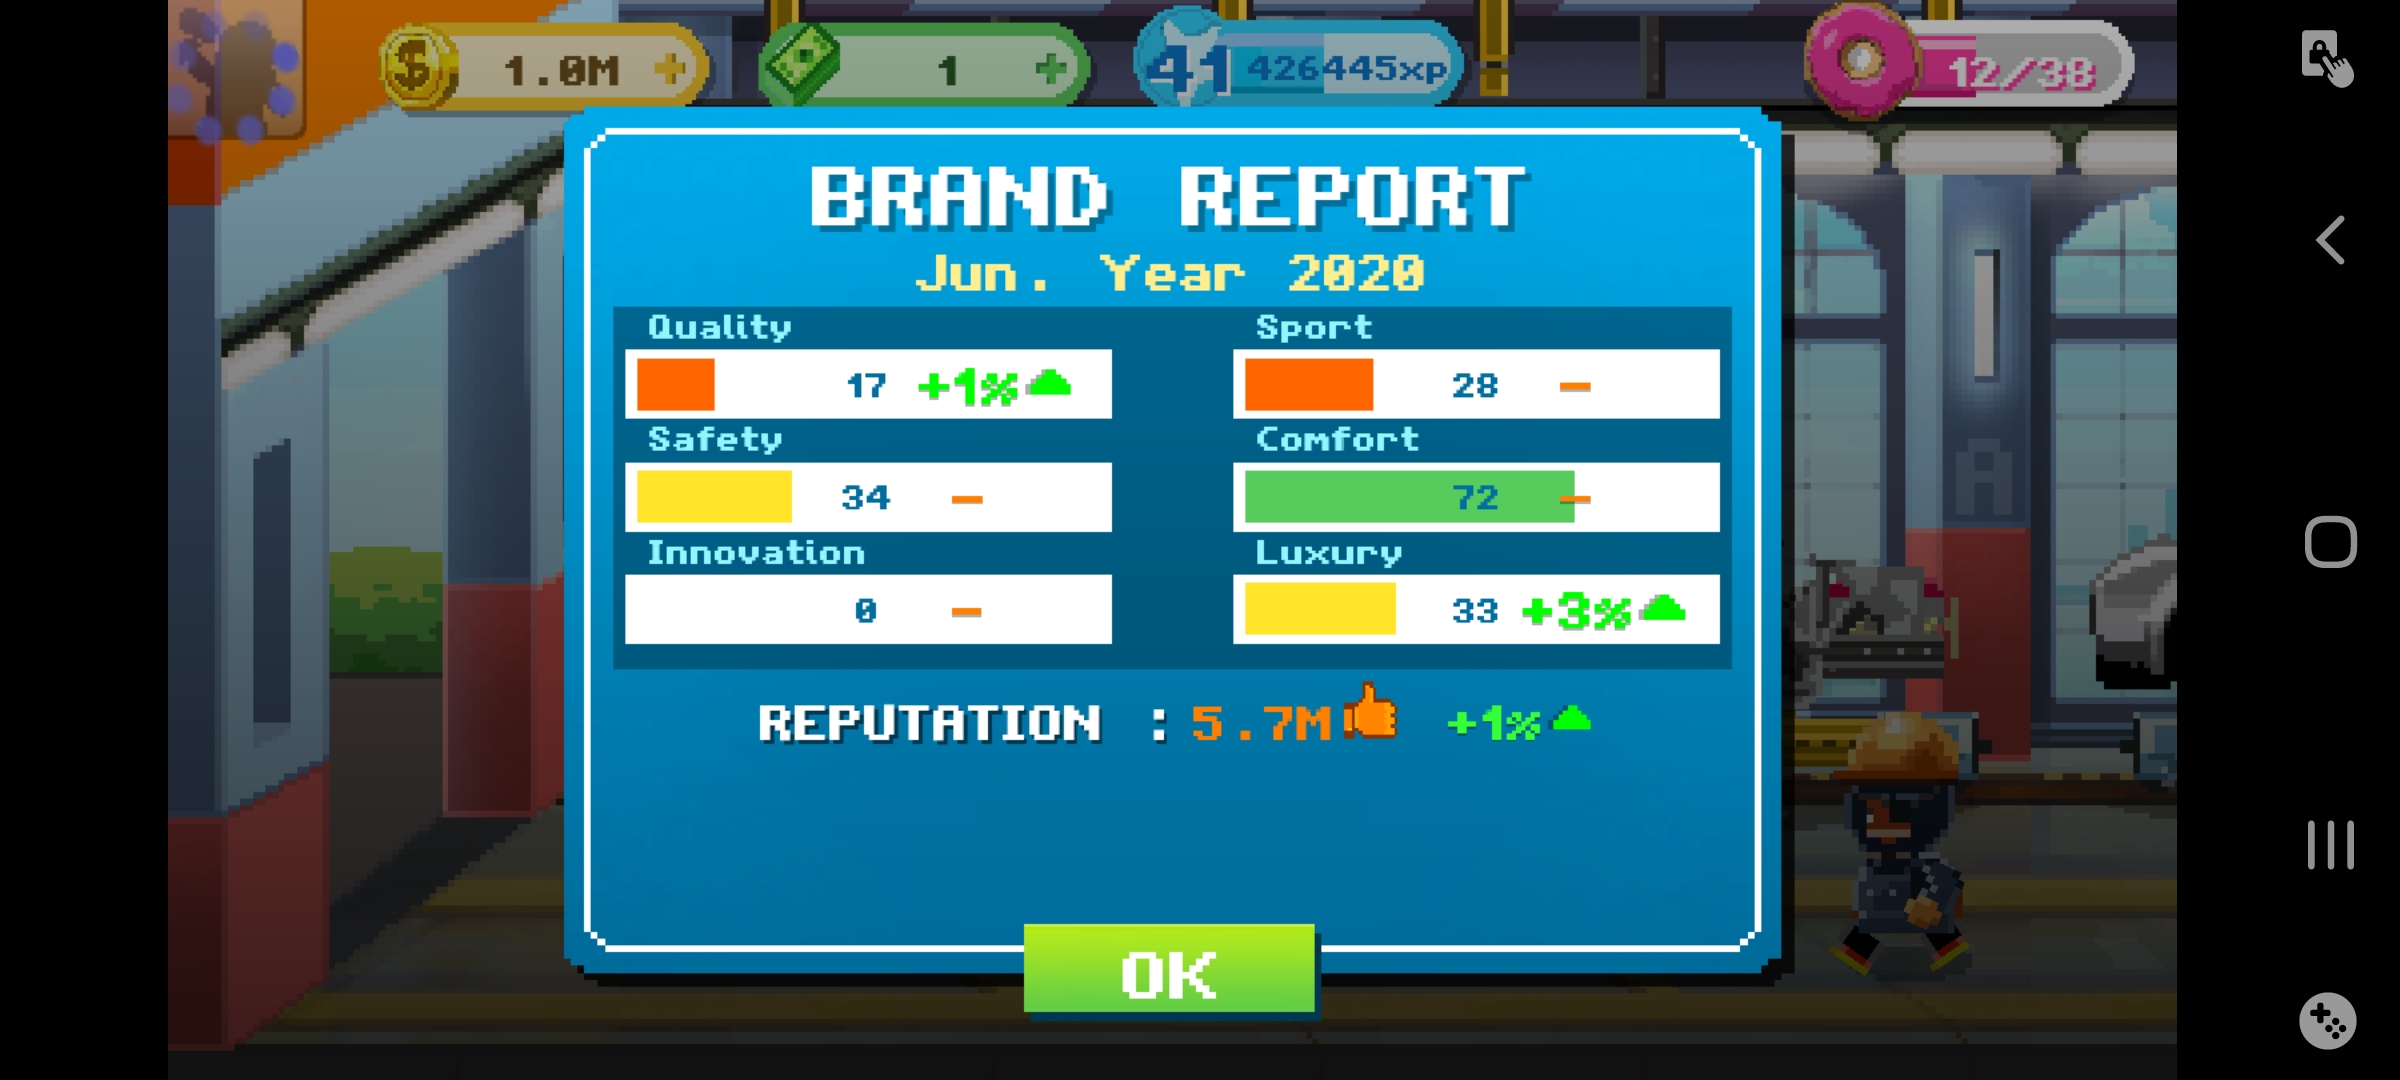 1.0M + 1 + 41 426445xp 12/38
BRAND REPORT
Jun. Year 2020
Quality Sport
17 +1% 28 –
Safety Comfort
34 – 72 –
Innovation Luxury
0 – 33 +3%
REPUTATION : 5.7M +1%
OK
A